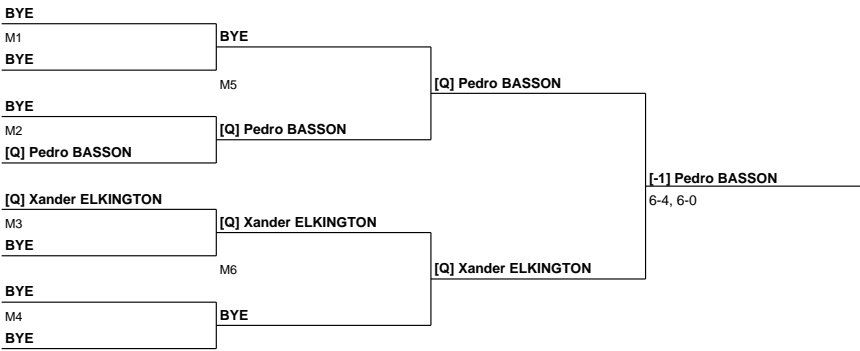 BYE
M1
BYE
BYE
M5
BYE
M2
[Q] Pedro BASSON
[Q] Pedro BASSON
[Q] Pedro BASSON
[-1] Pedro BASSON
6-4, 6-0
[Q] Xander ELKINGTON
M3
BYE
[Q] Xander ELKINGTON
M6
[Q] Xander ELKINGTON
BYE
M4
BYE
BYE